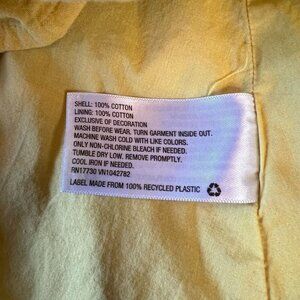 SHELL: 100% COTTON
LINING: 100% COTTON
EXCLUSIVE OF DECORATION
WASH BEFORE WEAR. TURN GARMENT INSIDE OUT.
MACHINE WASH COLD WITH LIKE COLORS.
ONLY NON-CHLORINE BLEACH IF NEEDED.
TUMBLE DRY LOW. REMOVE PROMPTLY.
COOL IRON IF NEEDED.
RN17730 VN1042782
LABEL MADE FROM 100% RECYCLED PLASTIC